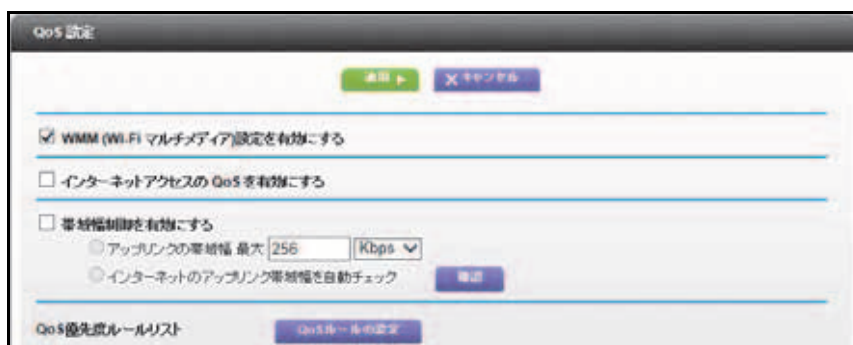 QoS 設定
適用
X キャンセル
WMM (Wi-Fi マルチメディア)設定を有効にする
インターネットアクセスの QoS を有効にする
帯域幅制御を有効にする
アップリンクの帯域幅 最大 256 Kbps
インターネットのアップリンク帯域幅を自動チェック 確認
QoS優先度ルールリスト QoSルールの設定